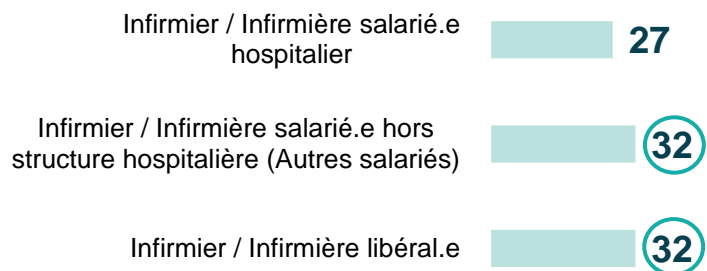 Infirmier / Infirmière salarié.e
hospitalier
27
Infirmier / Infirmière salarié.e hors
structure hospitalière (Autres salariés)
32
Infirmier / Infirmière libéral.e
32